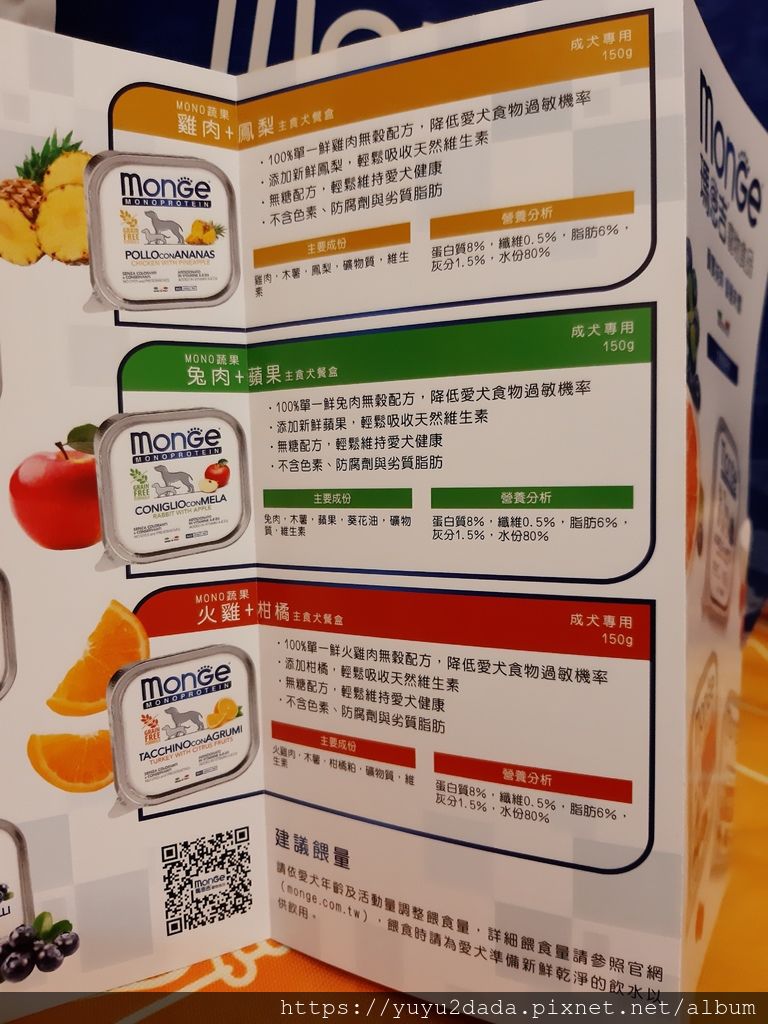 Monge
成犬專用
150g
MONO蔬果
雞肉+鳳梨主食犬餐盒
・100%單一鮮雞肉無穀配方，降低愛犬食物過敏機率
・添加新鮮鳳梨，輕鬆吸收天然維生素
・無糖配方，輕鬆維持愛犬健康
・不含色素、防腐劑與劣質脂肪
主要成份
雞肉，木薯，鳳梨，礦物質，維生
素
營養分析
蛋白質8%，纖維0.5%，脂肪6%，
灰分1.5%，水份80%
MONGE
MONOPROTEIN
GRAIN
FREE
POLLO CON ANANAS
CHICKEN WITH PINEAPPLE
成犬專用
150g
MONO蔬果
兔肉+蘋果主食犬餐盒
・100%單一鮮兔肉無穀配方，降低愛犬食物過敏機率
・添加新鮮蘋果，輕鬆吸收天然維生素
・無糖配方，輕鬆維持愛犬健康
・不含色素、防腐劑與劣質脂肪
主要成份
兔肉，木薯，蘋果，葵花油，礦物
質，維生素
營養分析
蛋白質8%，纖維0.5%，脂肪6%，
灰分1.5%，水份80%
MONGE
MONOPROTEIN
GRAIN
FREE
CONIGLIO CON MELA
RABBIT WITH APPLE
成犬專用
150g
MONO蔬果
火雞+柑橘主食犬餐盒
・100%單一鮮火雞肉無穀配方，降低愛犬食物過敏機率
・添加柑橘，輕鬆吸收天然維生素
・無糖配方，輕鬆維持愛犬健康
・不含色素、防腐劑與劣質脂肪
主要成份
火雞肉，木薯，柑橘粕，礦物質，維
生素
營養分析
蛋白質8%，纖維0.5%，脂肪6%，
灰分1.5%，水份80%
MONGE
MONOPROTEIN
GRAIN
FREE
TACCHINO CON AGRUMI
TURKEY WITH CITRUS FRUITS
MONGE
建議餵量
請依愛犬年齡及活動量調整餵食量，詳細餵食量請參照官網
(monge.com.tw)，餵食時請為愛犬準備新鮮乾淨的飲水以
供飲用。
https://yuyu2dada.pixnet.net/album